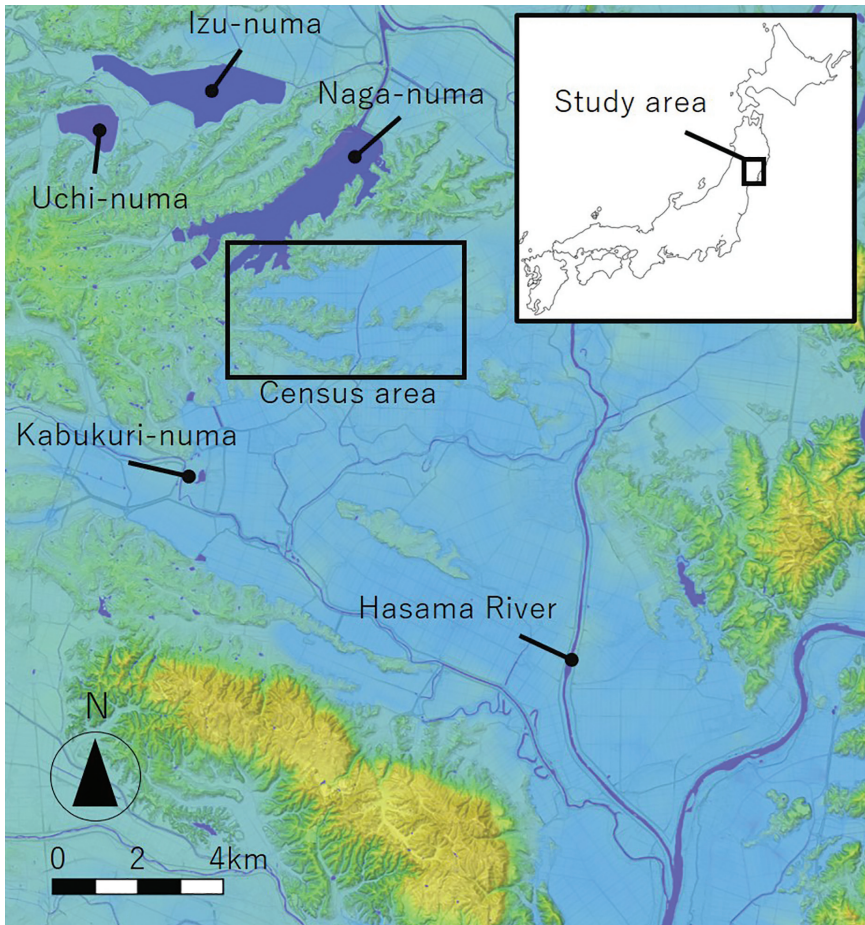 Izu-numa
Naga-numa
Uchi-numa
Study area
Census area
Kabukuri-numa
Hasama River
N
0 2 4km